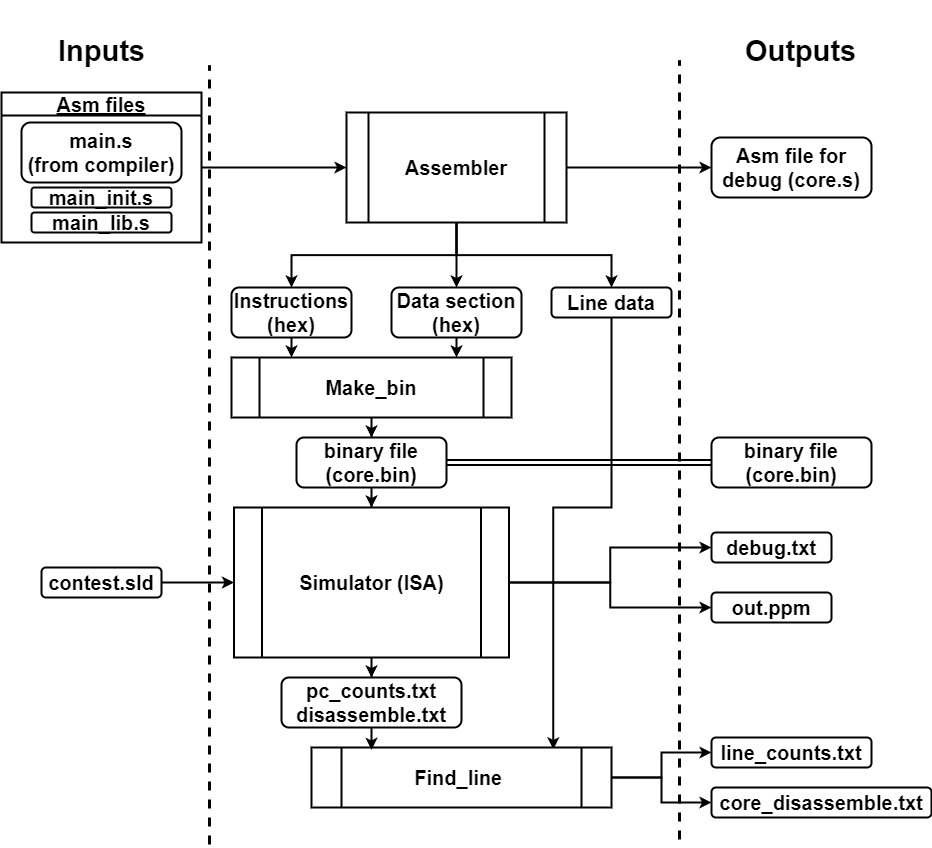 Inputs
Outputs
Asm files
main.s
(from compiler)
main_init.s
main_lib.s
Assembler
Asm file for
debug (core.s)
Instructions
(hex)
Data section
(hex)
Line data
Make_bin
binary file
(core.bin)
binary file
(core.bin)
contest.sld
Simulator (ISA)
debug.txt
out.ppm
pc_counts.txt
disassemble.txt
Find_line
line_counts.txt
core_disassemble.txt